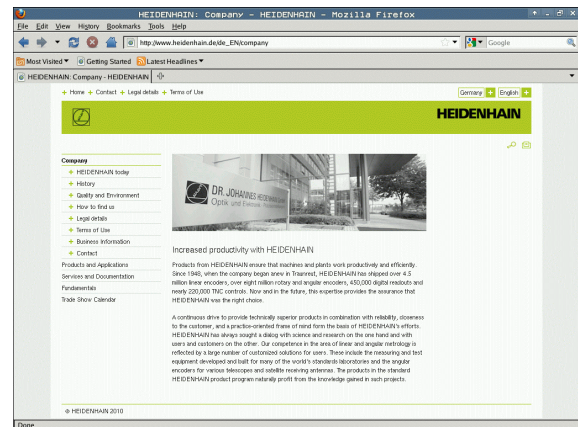 HEIDENHAIN: Company - HEIDENHAIN - Mozilla Firefox
File Edit View History Bookmarks Tools Help
http://www.heidenhain.de/de_EN/company
Google
Most Visited Getting Started Latest Headlines
HEIDENHAIN: Company - HEIDENHAIN
Home + Contact + Legal details + Terms of Use
Germany English
HEIDENHAIN
Company
HEIDENHAIN today
History
Quality and Environment
How to find us
Legal details
Terms of Use
Business Information
Contact
Products and Applications
Services and Documentation
Fundamentals
Trade Show Calendar
DR. JOHANNES HEIDENHAIN
Optik und Elektronik
Increased productivity with HEIDENHAIN
Products from HEIDENHAIN ensure that machines and plants work productively and efficiently.
Since 1948, when the company began anew in Traunreut, HEIDENHAIN has shipped over 4.5
million linear encoders, over eight million rotary and angular encoders, 450,000 digital readouts and
nearly 220,000 TNC controls. Now and in the future, this expertise provides the assurance that
HEIDENHAIN was the right choice.
A continuous drive to provide technically superior products in combination with reliability, closeness
to the customer, and a practice-oriented frame of mind form the basis of HEIDENHAIN's efforts.
HEIDENHAIN has always sought a dialog with science and research on the one hand and with
users and customers on the other. Our competence in the area of linear and angular metrology is
reflected by a large number of customized solutions for users. These include the measuring and test
equipment developed and built for many of the world's standards laboratories and the angular
encoders for various telescopes and satellite receiving antennas. The products in the standard
HEIDENHAIN product program naturally profit from the knowledge gained in such projects.
HEIDENHAIN 2010
Done